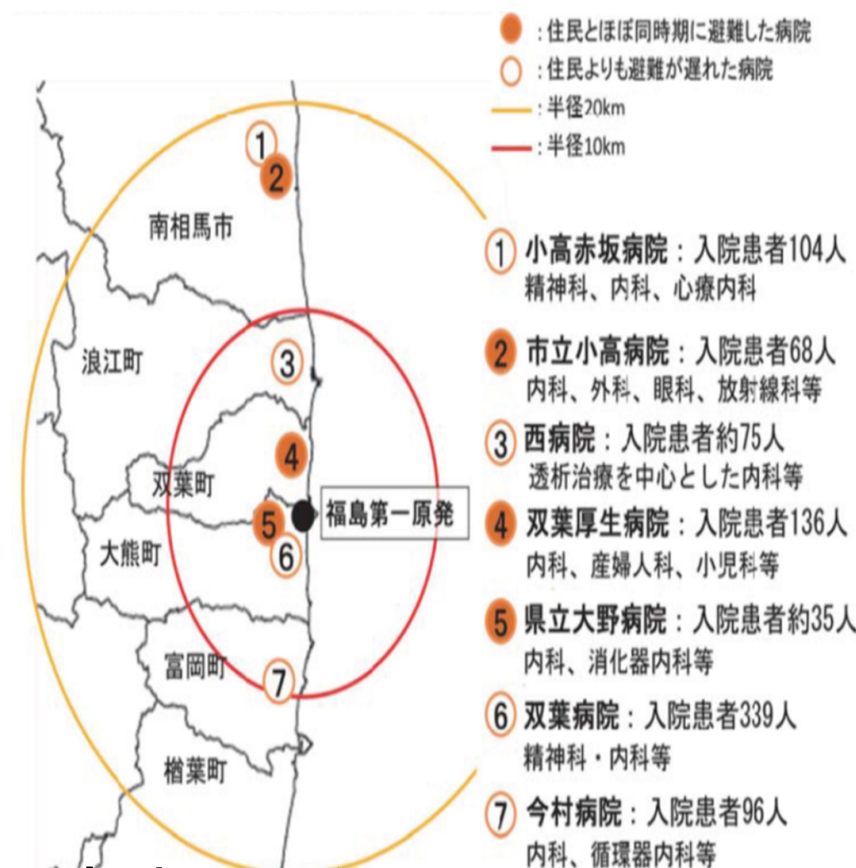 ：住民とほぼ同時期に避難した病院
：住民よりも避難が遅れた病院
：半径20km
：半径10km
1
2
南相馬市
浪江町
3
4
双葉町
福島第一原発
5
大熊町
6
富岡町
7
楢葉町
1 小高赤坂病院：入院患者104人
精神科、内科、心療内科
2 市立小高病院：入院患者68人
内科、外科、眼科、放射線科等
3 西病院：入院患者約75人
透析治療を中心とした内科等
4 双葉厚生病院：入院患者136人
内科、産婦人科、小児科等
5 県立大野病院：入院患者約35人
内科、消化器内科等
6 双葉病院：入院患者339人
精神科・内科等
7 今村病院：入院患者96人
内科、循環器内科等